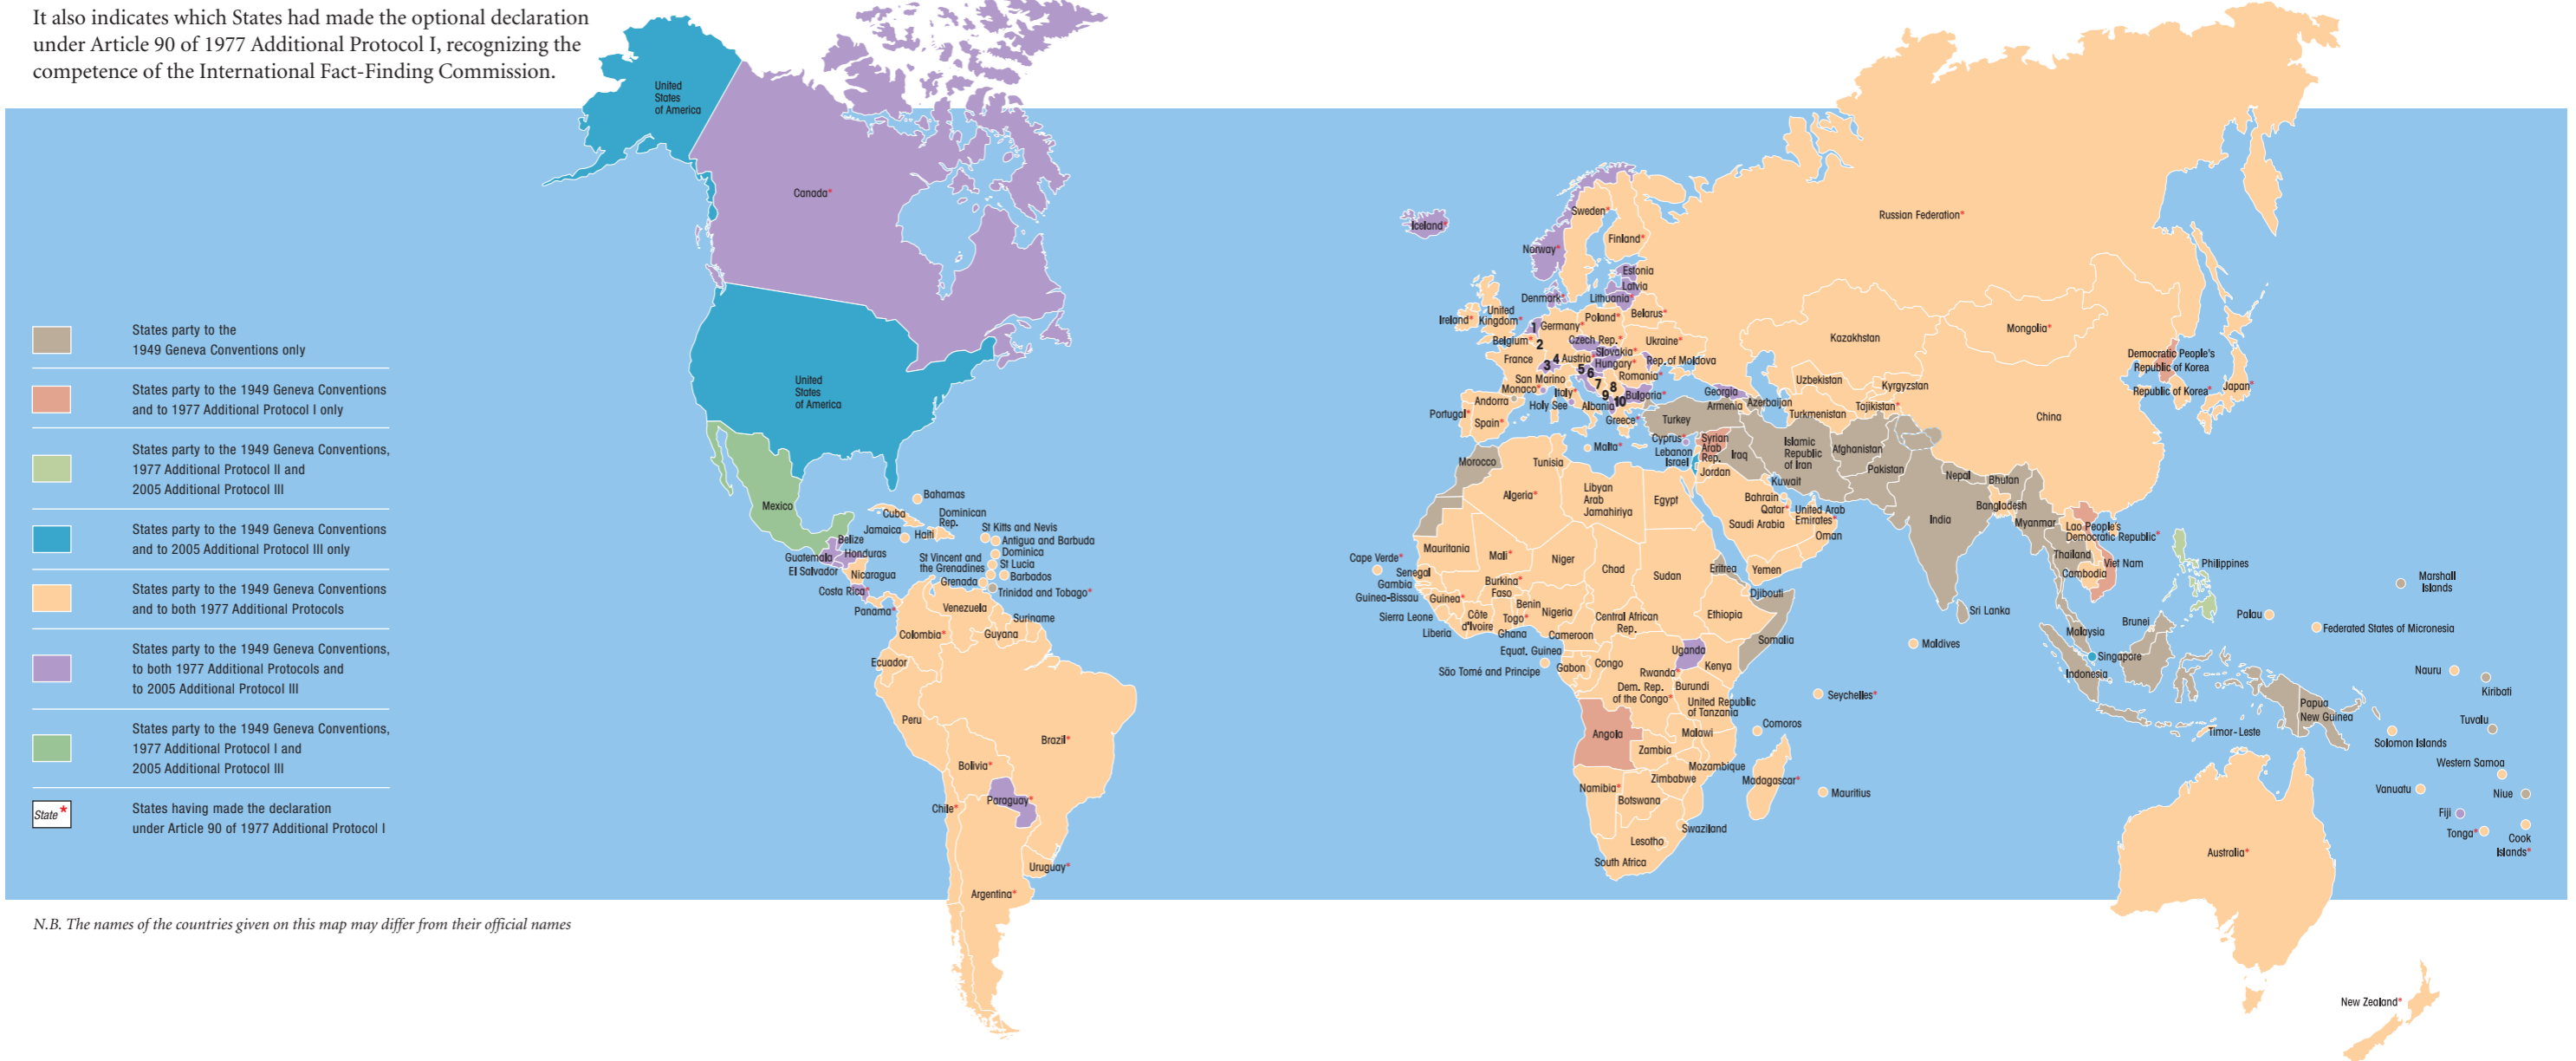 It also indicates which States had made the optional declaration
under Article 90 of 1977 Additional Protocol I, recognizing the
competence of the International Fact-Finding Commission.
States party to the
1949 Geneva Conventions only
States party to the 1949 Geneva Conventions
and to 1977 Additional Protocol I only
States party to the 1949 Geneva Conventions,
1977 Additional Protocol II and
2005 Additional Protocol III
States party to the 1949 Geneva Conventions
and to 2005 Additional Protocol III only
States party to the 1949 Geneva Conventions
and to both 1977 Additional Protocols
States party to the 1949 Geneva Conventions,
to both 1977 Additional Protocols and
to 2005 Additional Protocol III
States party to the 1949 Geneva Conventions,
1977 Additional Protocol I and
2005 Additional Protocol III
State*
States having made the declaration
under Article 90 of 1977 Additional Protocol I
United
States
of America
Canada*
United
States
of America
Mexico
Bahamas
Cuba
Dominican
Rep.
Jamaica
Haiti
St Kitts and Nevis
Antigua and Barbuda
Dominica
St Lucia
Barbados
St Vincent and
the Grenadines
Grenada
Trinidad and Tobago*
Belize
Guatemala
Honduras
El Salvador
Nicaragua
Costa Rica*
Panama*
Venezuela
Suriname
Colombia*
Guyana
Ecuador
Peru
Brazil*
Bolivia*
Paraguay*
Chile*
Uruguay*
Argentina*
Iceland*
Norway*
Sweden*
Finland*
Estonia
Latvia
Denmark*
Lithuania*
United
Kingdom*
Ireland*
1
Germany*
Poland*
Belarus*
Belgium*
2
Czech Rep.*
Ukraine*
Slovakia*
France
3
4
Austria*
Hungary*
Rep. of Moldova
5
6
Romania*
San Marino
7
8
Monaco*
Italy*
9
10
Bulgaria*
Andorra
Holy See
Albania
Portugal*
Spain*
Greece*
Malta*
Turkey
Cyprus*
Georgia
Armenia
Azerbaijan
Russian Federation*
Kazakhstan
Mongolia*
Uzbekistan
Kyrgyzstan
Turkmenistan
Tajikistan*
China
Democratic People's
Republic of Korea
Republic of Korea*
Japan*
Syrian
Arab
Rep.
Lebanon
Israel
Jordan
Iraq
Islamic
Republic
of Iran
Afghanistan
Pakistan
Kuwait
Bahrain
Qatar*
United Arab
Emirates*
Saudi Arabia
Oman
Yemen
Nepal
Bhutan
Bangladesh
India
Myanmar
Lao People's
Democratic Republic*
Thailand
Viet Nam
Cambodia
Philippines
Sri Lanka
Maldives
Malaysia
Brunei
Singapore
Indonesia
Timor-Leste
Papua
New Guinea
Palau
Marshall
Islands
Federated States of Micronesia
Nauru
Kiribati
Tuvalu
Solomon Islands
Western Samoa
Vanuatu
Niue
Fiji
Tonga*
Cook
Islands*
Australia*
New Zealand*
Morocco
Tunisia
Algeria*
Libyan
Arab
Jamahiriya
Egypt
Cape Verde*
Mauritania
Mali*
Niger
Chad
Sudan
Eritrea
Djibouti
Senegal
Gambia
Guinea-Bissau
Guinea*
Burkina*
Faso
Sierra Leone
Liberia
Côte
d'Ivoire
Benin
Togo*
Ghana
Nigeria
Cameroon
Central African
Rep.
Ethiopia
Somalia
Equat. Guinea
São Tomé and Principe
Gabon
Congo
Uganda
Kenya
Rwanda*
Burundi
Dem. Rep.
of the Congo*
United Republic
of Tanzania
Seychelles*
Comoros
Angola
Malawi
Zambia
Mozambique
Zimbabwe
Madagascar*
Mauritius
Namibia*
Botswana
Swaziland
Lesotho
South Africa
N.B. The names of the countries given on this map may differ from their official names